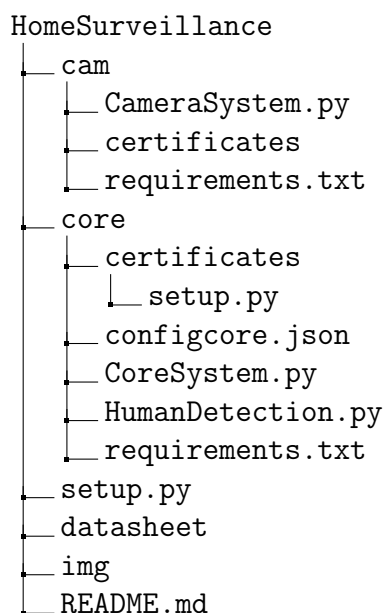 HomeSurveillance
cam
CameraSystem.py
certificates
requirements.txt
core
certificates
setup.py
configcore.json
CoreSystem.py
HumanDetection.py
requirements.txt
setup.py
datasheet
img
README.md